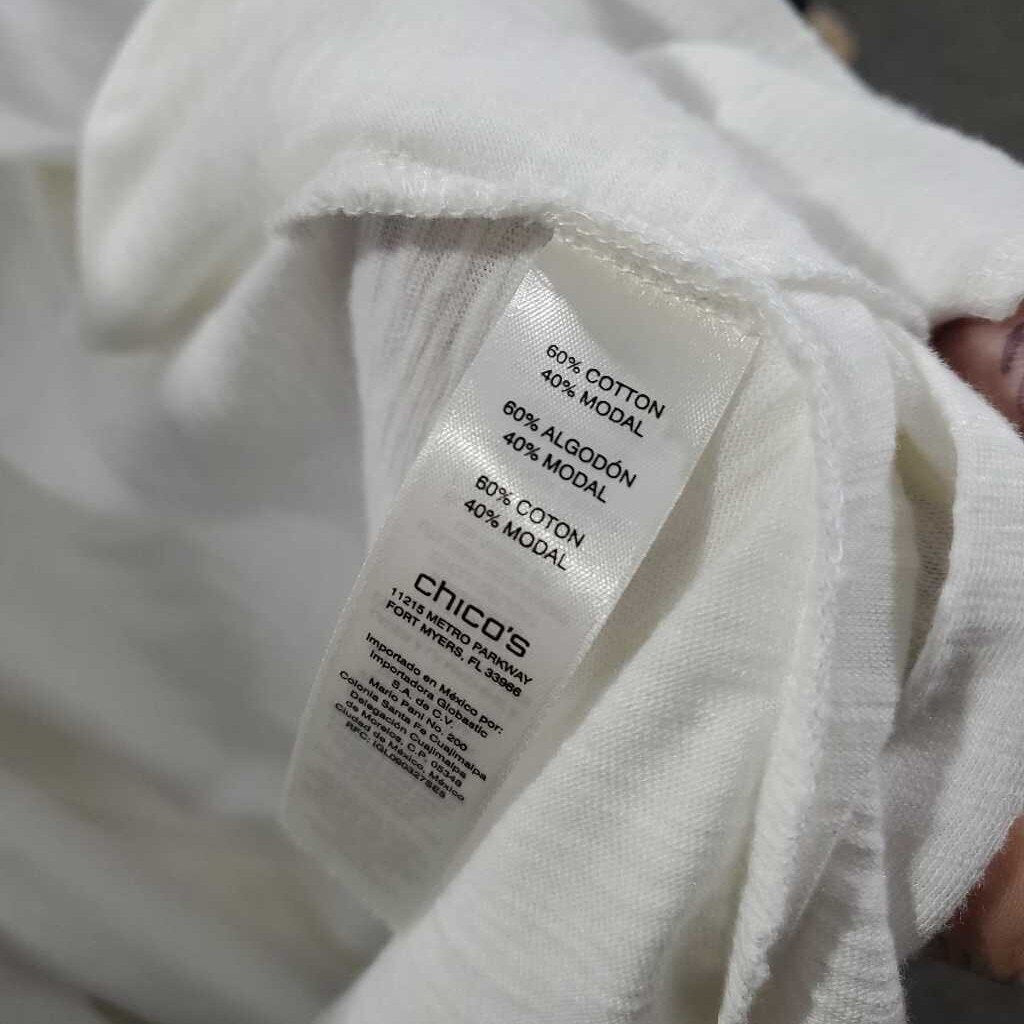 60% COTTON
40% MODAL
60% ALGODÓN
40% MODAL
60% COTON
40% MODAL
chico's
11215 METRO PARKWAY
FORT MYERS, FL 33966
Importado en México por:
Importadora Globastic
S.A. de C.V.
Mario Pani No. 200
Colonia Santa Fe Cuajimalpa
Delegación Cuajimalpa
de Morelos, C.P. 05348
Ciudad de México, México
RFC: IGL090327SE5